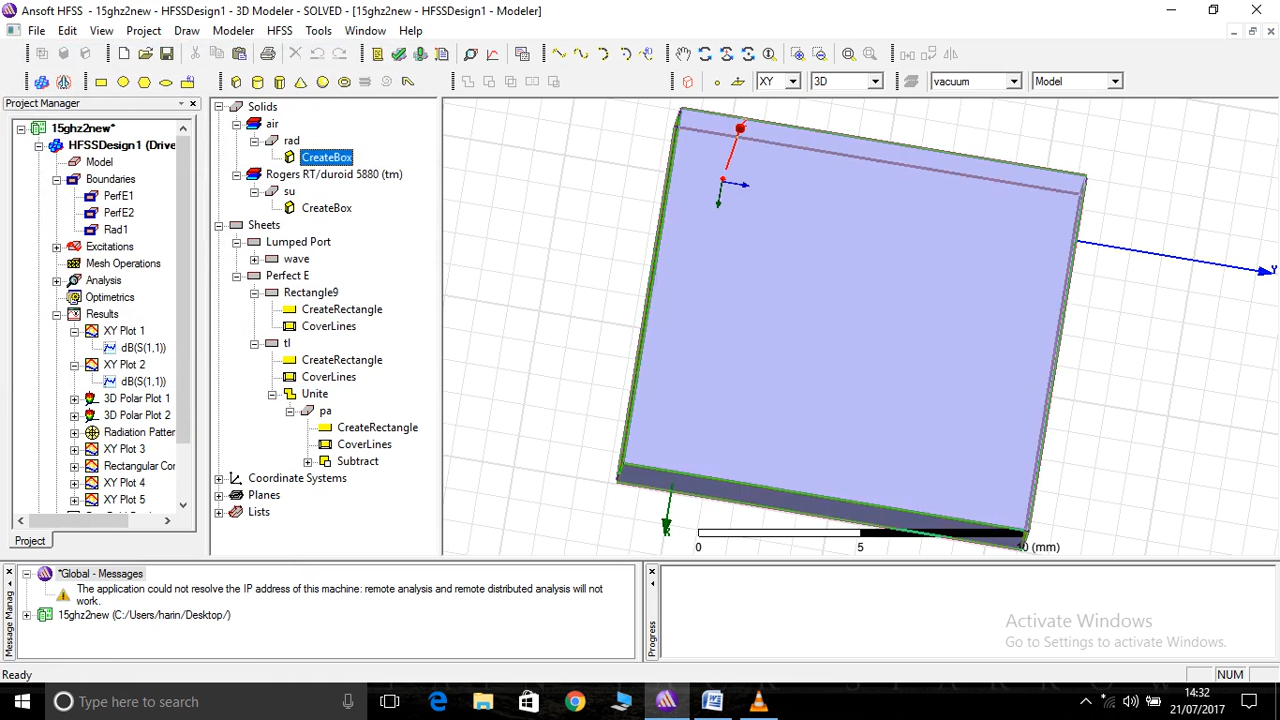 Ansoft HFSS - 15ghz2new - HFSSDesign1 - 3D Modeler - SOLVED - [15ghz2new - HFSSDesign1 - Modeler]
File Edit View Project Draw Modeler HFSS Tools Window Help
XY 3D vacuum Model
Project Manager
15ghz2new*
HFSSDesign1 (Drive
Model
Boundaries
PerfE1
PerfE2
Rad1
Excitations
Mesh Operations
Analysis
Optimetrics
Results
XY Plot 1
dB(S(1,1))
XY Plot 2
dB(S(1,1))
3D Polar Plot 1
3D Polar Plot 2
Radiation Patter
XY Plot 3
Rectangular Cor
XY Plot 4
XY Plot 5
Project
Solids
air
rad
CreateBox
Rogers RT/duroid 5880 (tm)
su
CreateBox
Sheets
Lumped Port
wave
Perfect E
Rectangle9
CreateRectangle
CoverLines
tl
CreateRectangle
CoverLines
Unite
pa
CreateRectangle
CoverLines
Subtract
Coordinate Systems
Planes
Lists
Y
0 5 10 (mm)
Message Manag
*Global - Messages
The application could not resolve the IP address of this machine: remote analysis and remote distributed analysis will not
work.
15ghz2new (C:/Users/harin/Desktop/)
Progress
Activate Windows
Go to Settings to activate Windows.
Ready
NUM
Type here to search
14:32
21/07/2017